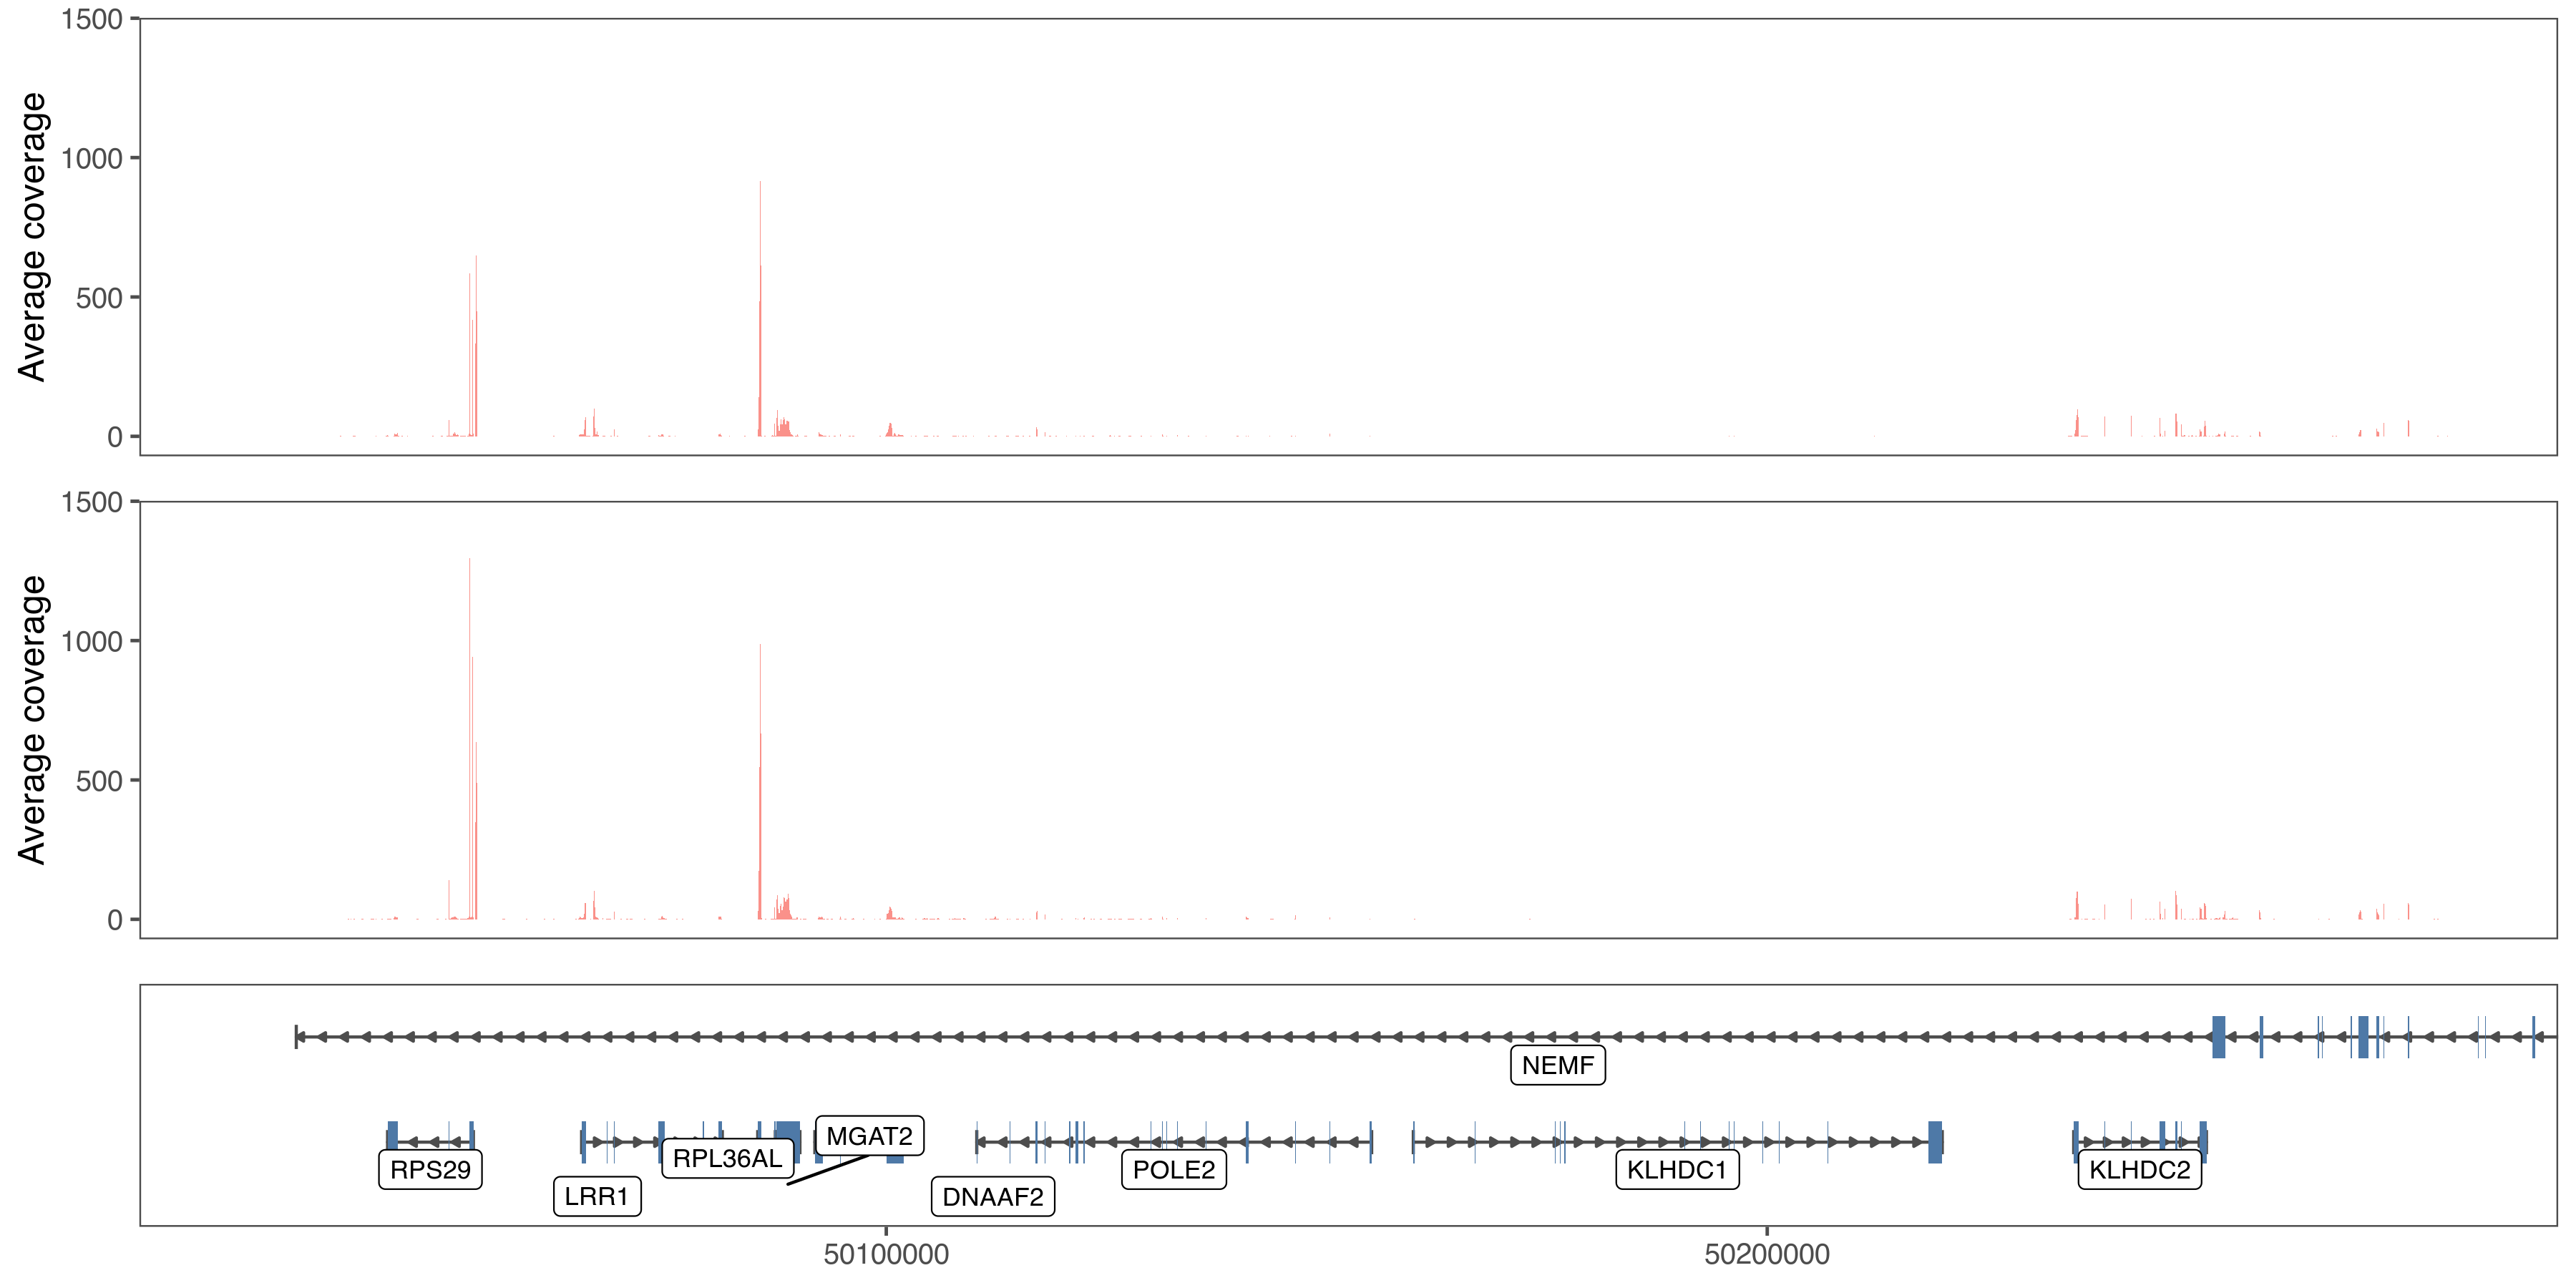 1500
1000
500
0
Average coverage
1500
1000
500
0
Average coverage
NEMF
MGAT2
RPL36AL
RPS29
POLE2
KLHDC1
KLHDC2
LRR1
DNAAF2
50100000
50200000